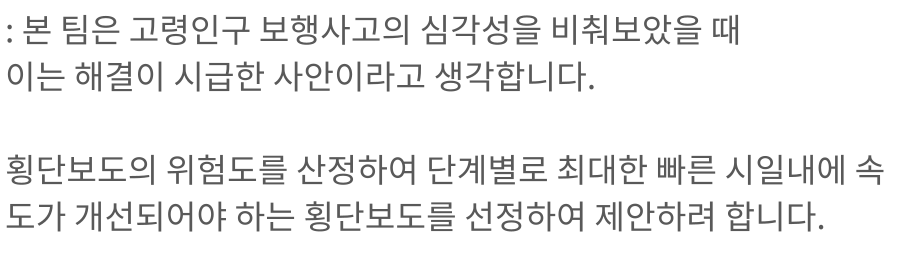 : 본 팀은 고령인구 보행사고의 심각성을 비춰보았을 때
이는 해결이 시급한 사안이라고 생각합니다.
횡단보도의 위험도를 산정하여 단계별로 최대한 빠른 시일내에 속
도가 개선되어야 하는 횡단보도를 선정하여 제안하려 합니다.